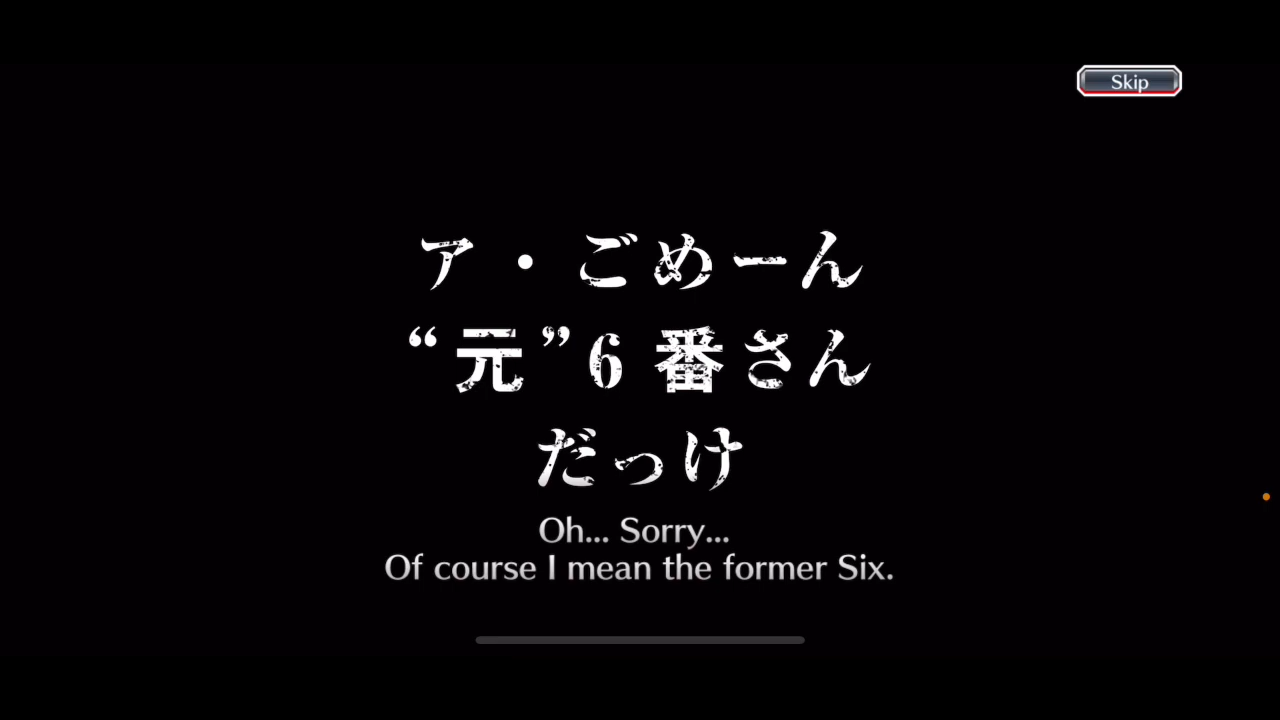 Skip
ア・ごめーん
“元”6番さん
だっけ
Oh... Sorry...
Of course I mean the former Six.